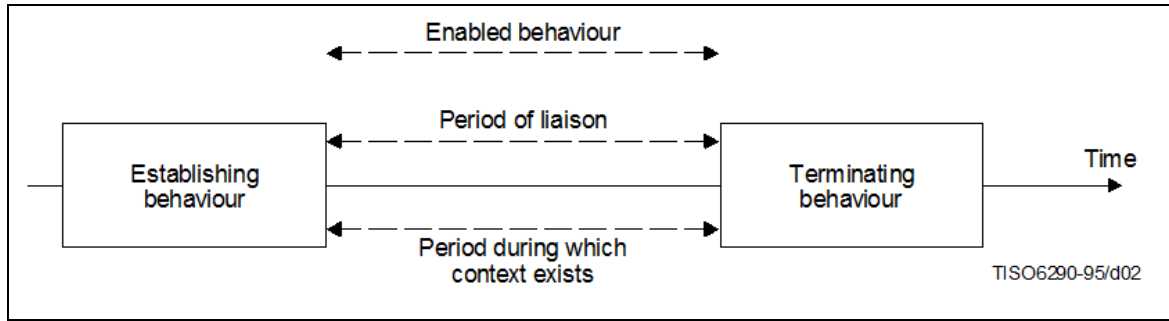 Enabled behaviour
Period of liaison
Establishing
behaviour
Terminating
behaviour
Time
Period during which
context exists
TISO6290-95/d02